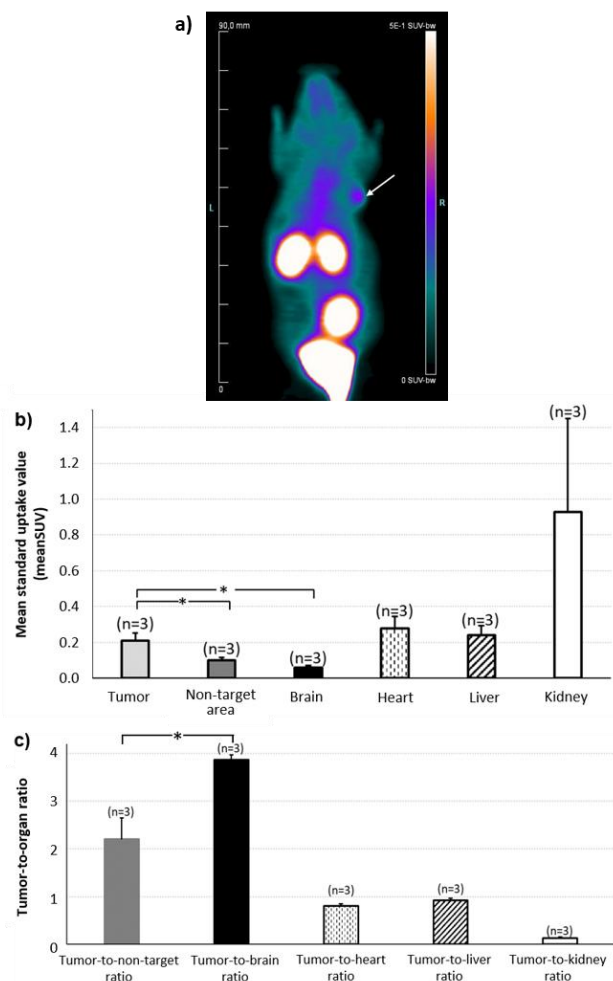 a)
90,0 mm
5E-1 SUV-bw
L
R
0
0 SUV-bw
b)
Mean standard uptake value
(meanSUV)
1.4
1.2
1.0
0.8
0.6
0.4
0.2
0.0
(n=3)
(n=3)
(n=3)
(n=3)
(n=3)
(n=3)
*
*
Tumor
Non-target
area
Brain
Heart
Liver
Kidney
c)
Tumor-to-organ ratio
4
3
2
1
0
*
(n=3)
(n=3)
(n=3)
(n=3)
(n=3)
Tumor-to-non-target
ratio
Tumor-to-brain
ratio
Tumor-to-heart ratio
Tumor-to-liver ratio
Tumor-to-kidney ratio